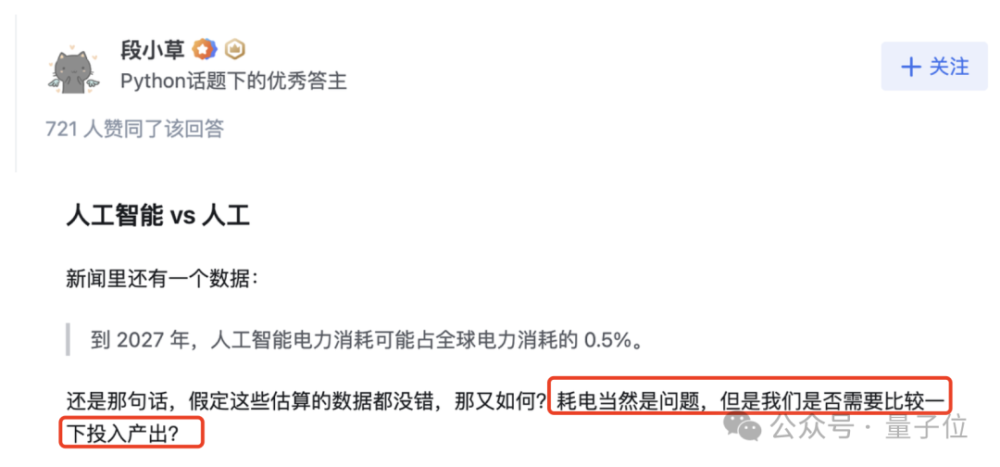 段小草
Python话题下的优秀答主
+ 关注
721 人赞同了该回答
人工智能 vs 人工
新闻里还有一个数据：
到 2027 年，人工智能电力消耗可能占全球电力消耗的 0.5%。
还是那句话，假定这些估算的数据都没错，那又如何？耗电当然是问题，但是我们是否需要比较一
下投入产出？
公众号 · 量子位